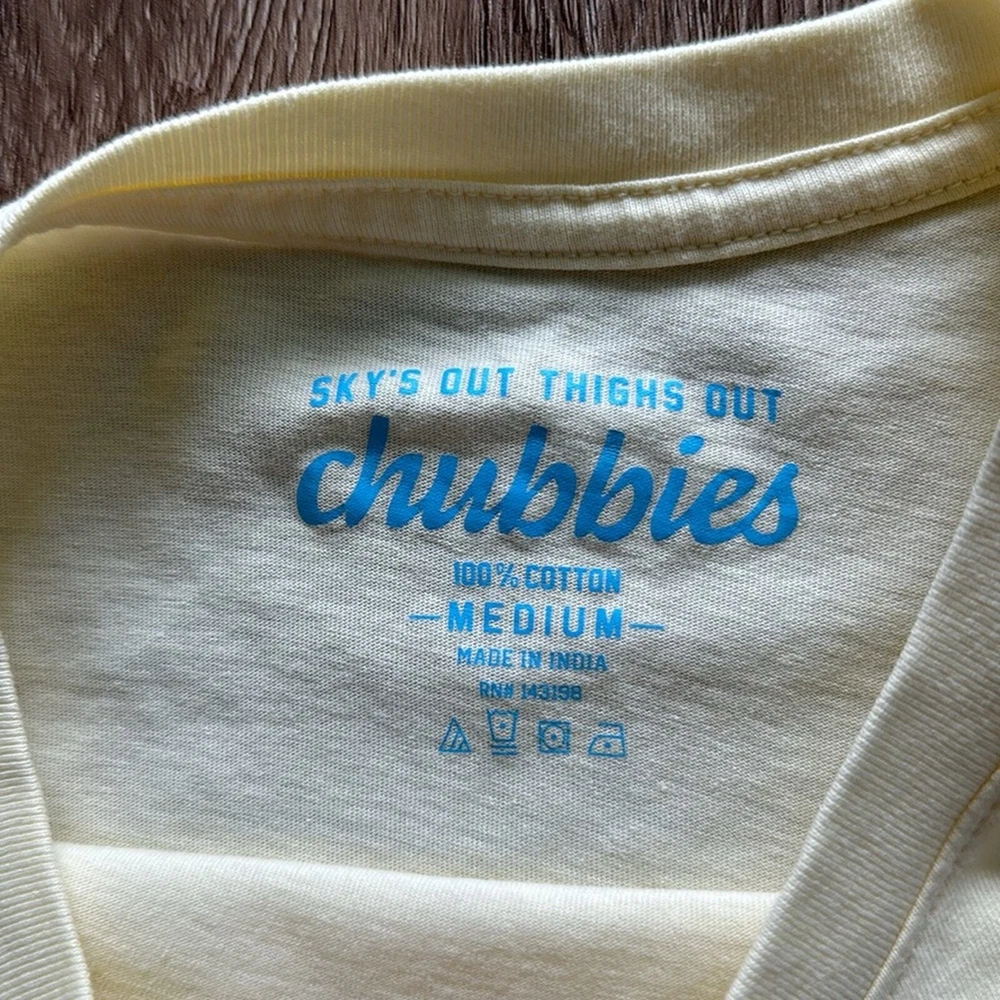 SKY'S OUT THIGHS OUT
chubbies
100% COTTON
—MEDIUM—
MADE IN INDIA
RN# 143198